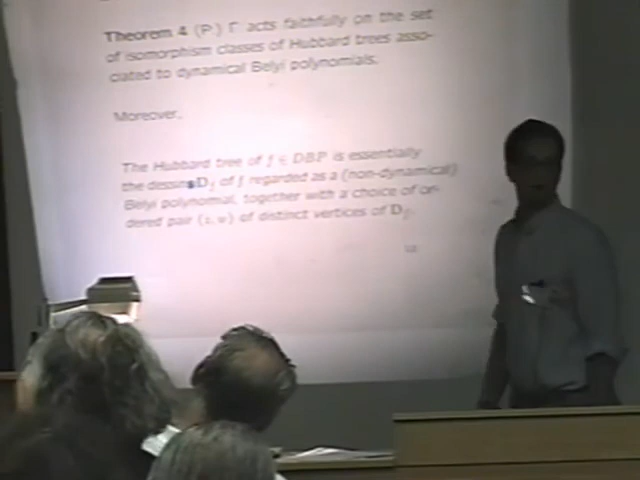 Theorem 4 (P.) Γ acts faithfully on the set
of isomorphism classes of Hubbard trees asso-
ciated to dynamical Belyi polynomials.
Moreover,
The Hubbard tree of f ∈ DBP is essentially
the dessins D_f of f regarded as a (non-dynamical)
Belyi polynomial, together with a choice of or-
dered pair (z, w) of distinct vertices of D_f.